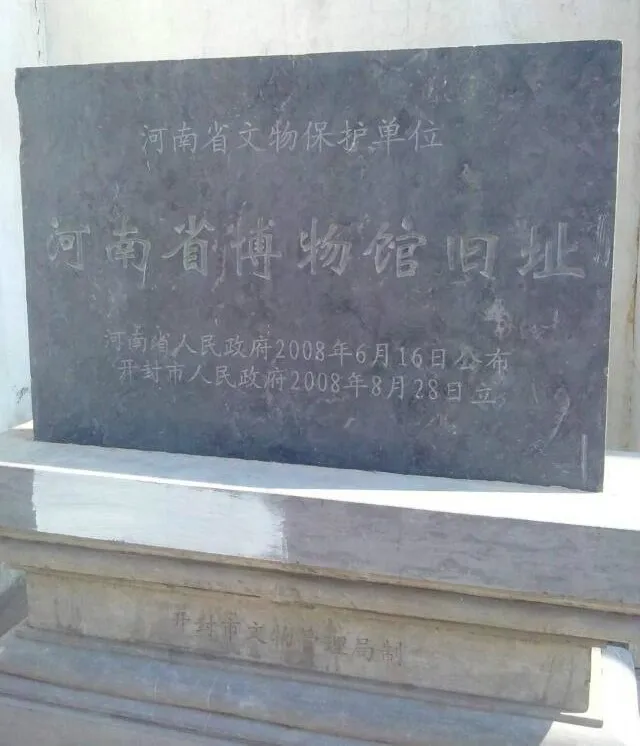 河南省文物保护单位
河南省博物馆旧址
河南省人民政府2008年6月16日公布
开封市人民政府2008年8月28日立
开封市文物管理局制